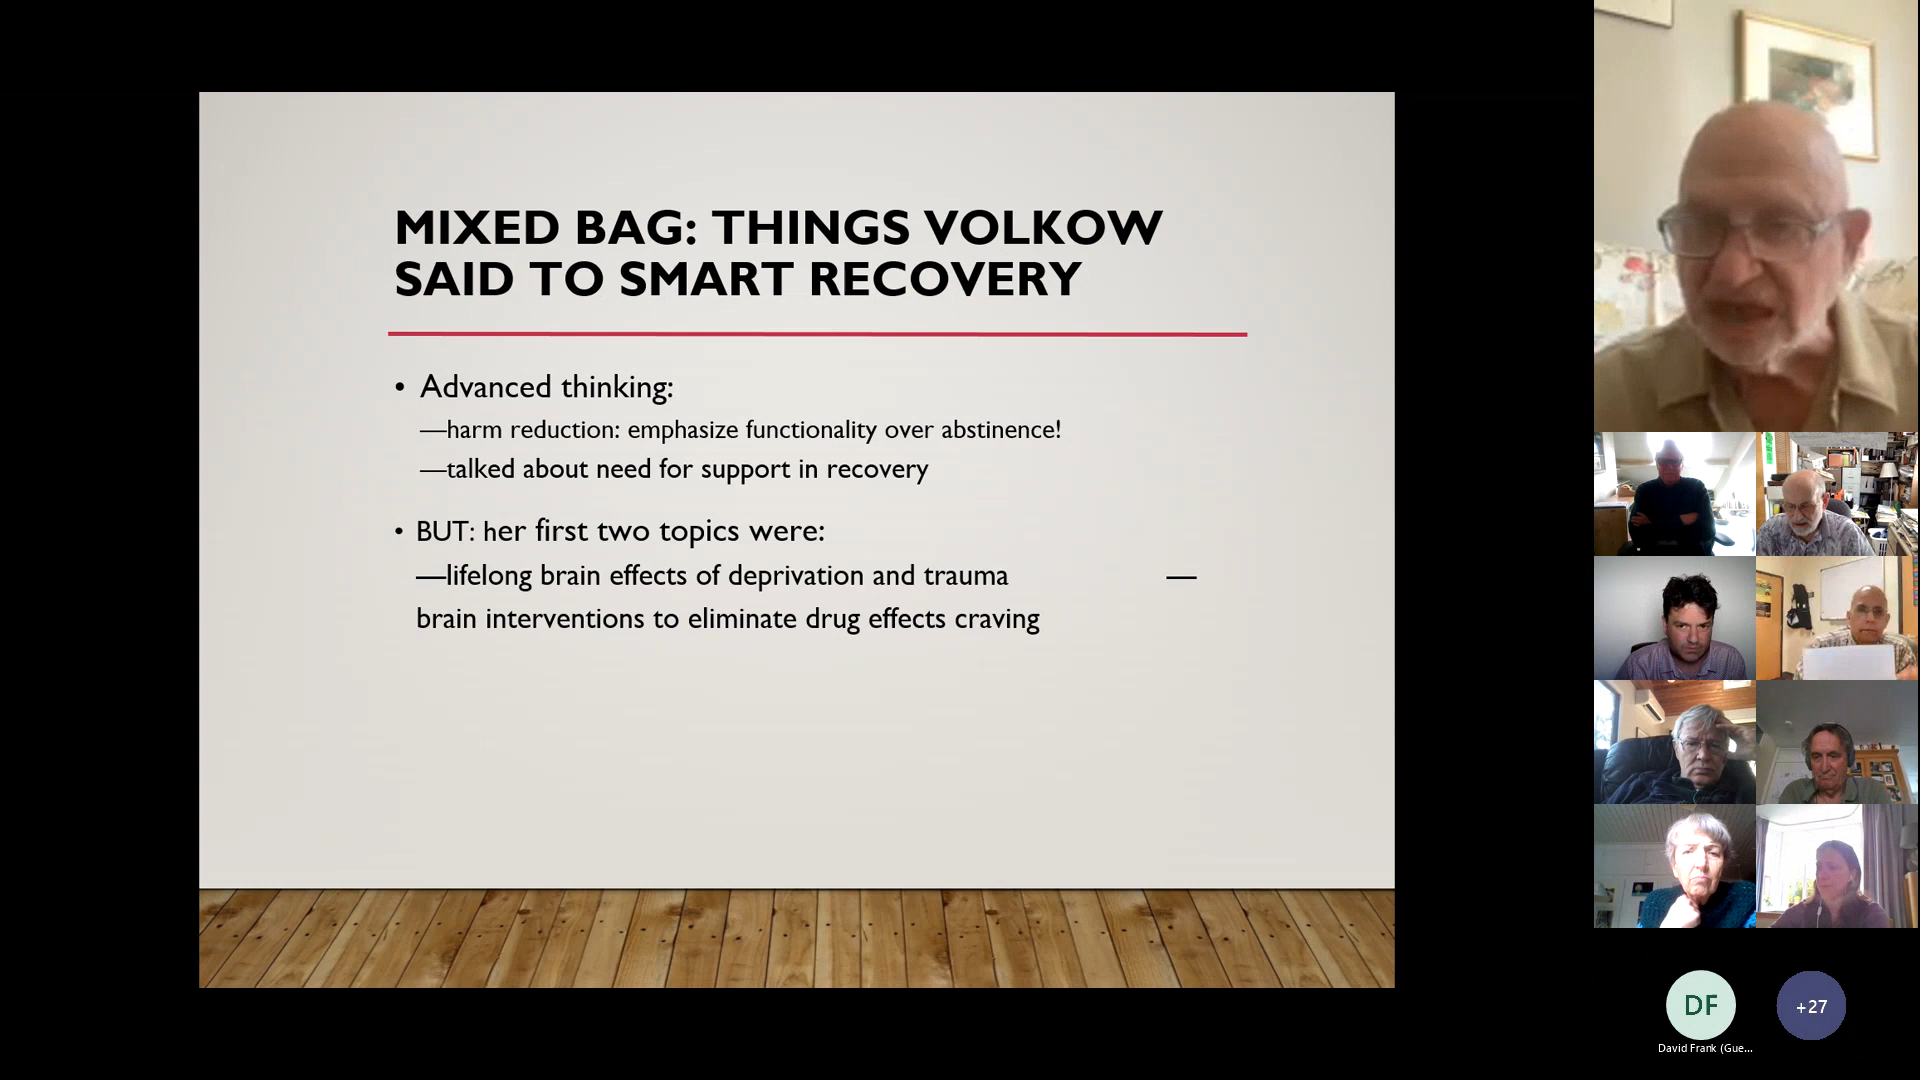 MIXED BAG: THINGS VOLKOW
SAID TO SMART RECOVERY
• Advanced thinking:
—harm reduction: emphasize functionality over abstinence!
—talked about need for support in recovery
• BUT: her first two topics were:
—lifelong brain effects of deprivation and trauma —
brain interventions to eliminate drug effects craving
DF
+27
David Frank (Gue...